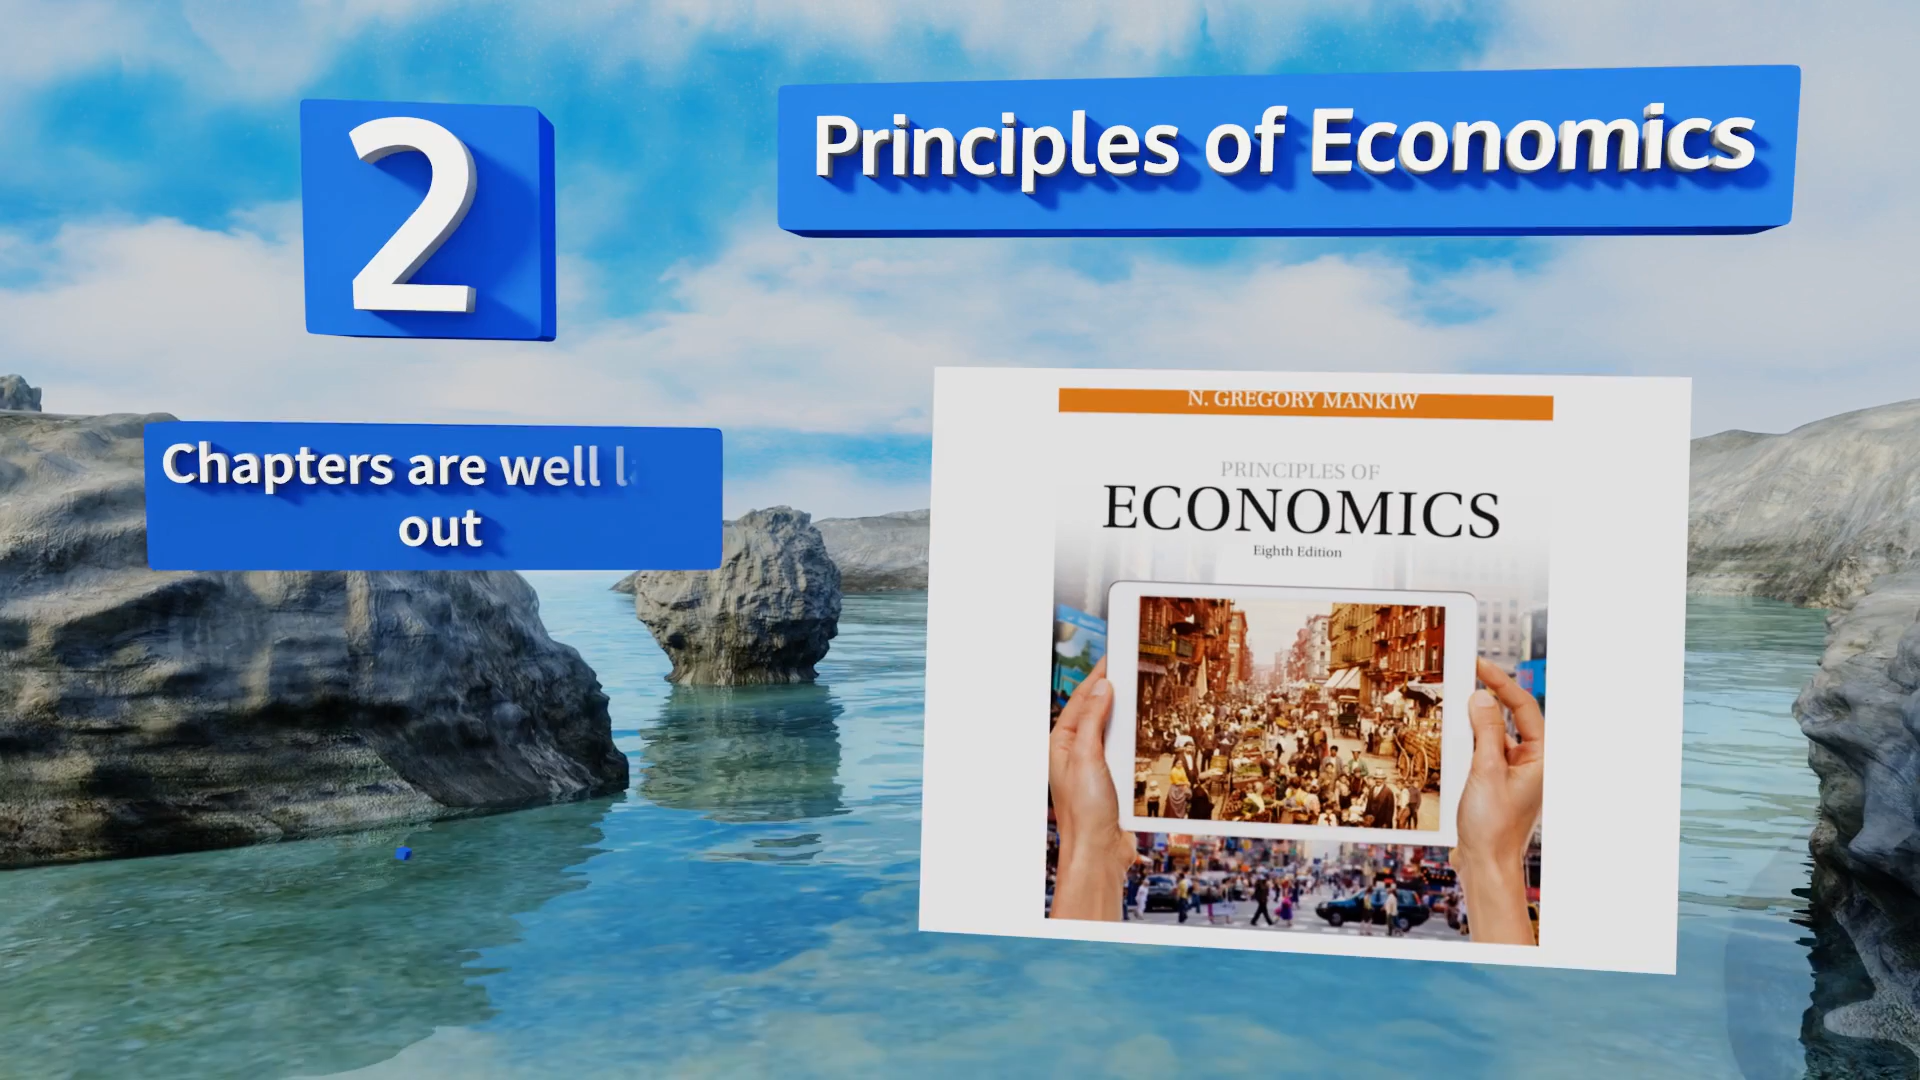 2
Principles of Economics
Chapters are well
out
N. GREGORY MANKIW
PRINCIPLES OF
ECONOMICS
Eighth Edition